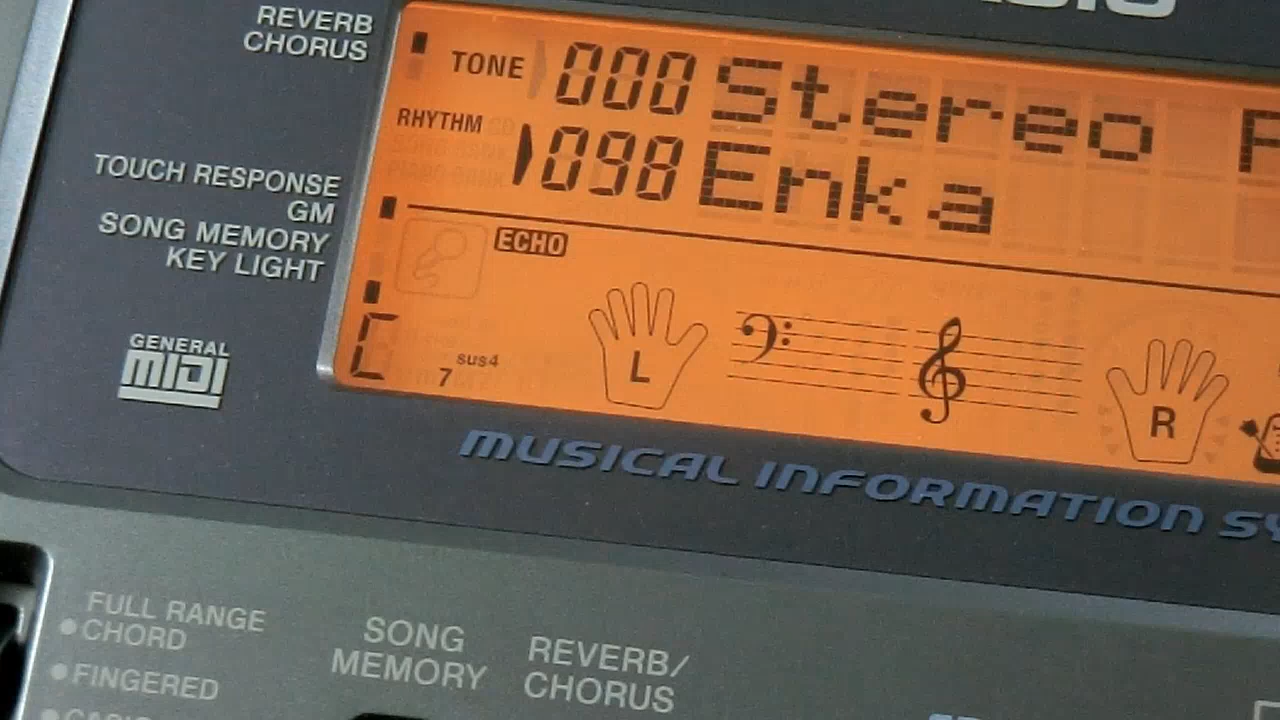 REVERB
CHORUS
TONE 000 Stereo
RHYTHM 098 Enka
TOUCH RESPONSE
GM
SONG MEMORY
KEY LIGHT
ECHO
C 7 sus4
L
R
GENERAL
MIDI
MUSICAL INFORMATION
FULL RANGE
CHORD
FINGERED
SONG
MEMORY
REVERB/
CHORUS